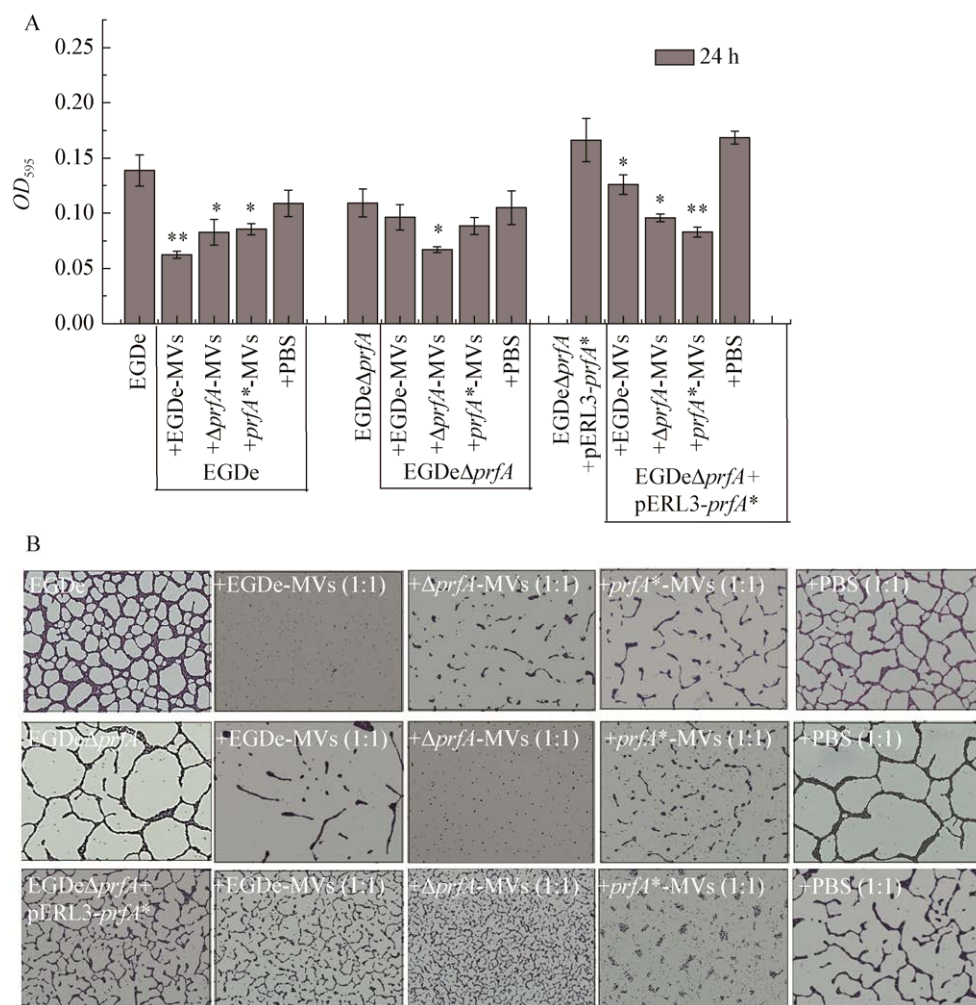 A
0.25
0.20
0.15
0.10
0.05
0.00
OD595
24 h
** * * * * * **
EGDe
+EGDe-MVs
+ΔprfA-MVs
+prfA*-MVs
+PBS
EGDe
EGDeΔprfA
+EGDe-MVs
+ΔprfA-MVs
+prfA*-MVs
+PBS
EGDeΔprfA
EGDeΔprfA
+pERL3-prfA*
+EGDe-MVs
+ΔprfA-MVs
+prfA*-MVs
+PBS
EGDeΔprfA+
pERL3-prfA*
B
EGDe +EGDe-MVs (1:1) +ΔprfA-MVs (1:1) +prfA*-MVs (1:1) +PBS (1:1)
EGDeΔprfA +EGDe-MVs (1:1) +ΔprfA-MVs (1:1) +prfA*-MVs (1:1) +PBS (1:1)
EGDeΔprfA+ +EGDe-MVs (1:1) +ΔprfA-MVs (1:1) +prfA*-MVs (1:1) +PBS (1:1)
pERL3-prfA*